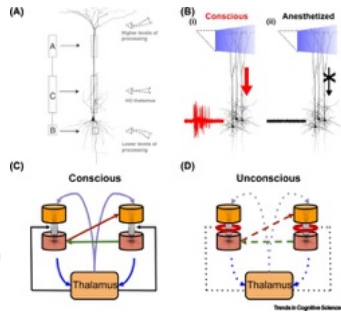 (A)
A
C
B
Higher levels of
processing
HO thalamus
Lower levels of
processing
(B)
Conscious
Anesthetized
(i)
(ii)
(C)
Conscious
Thalamus
(D)
Unconscious
Thalamus
Trends in Cognitive Sciences